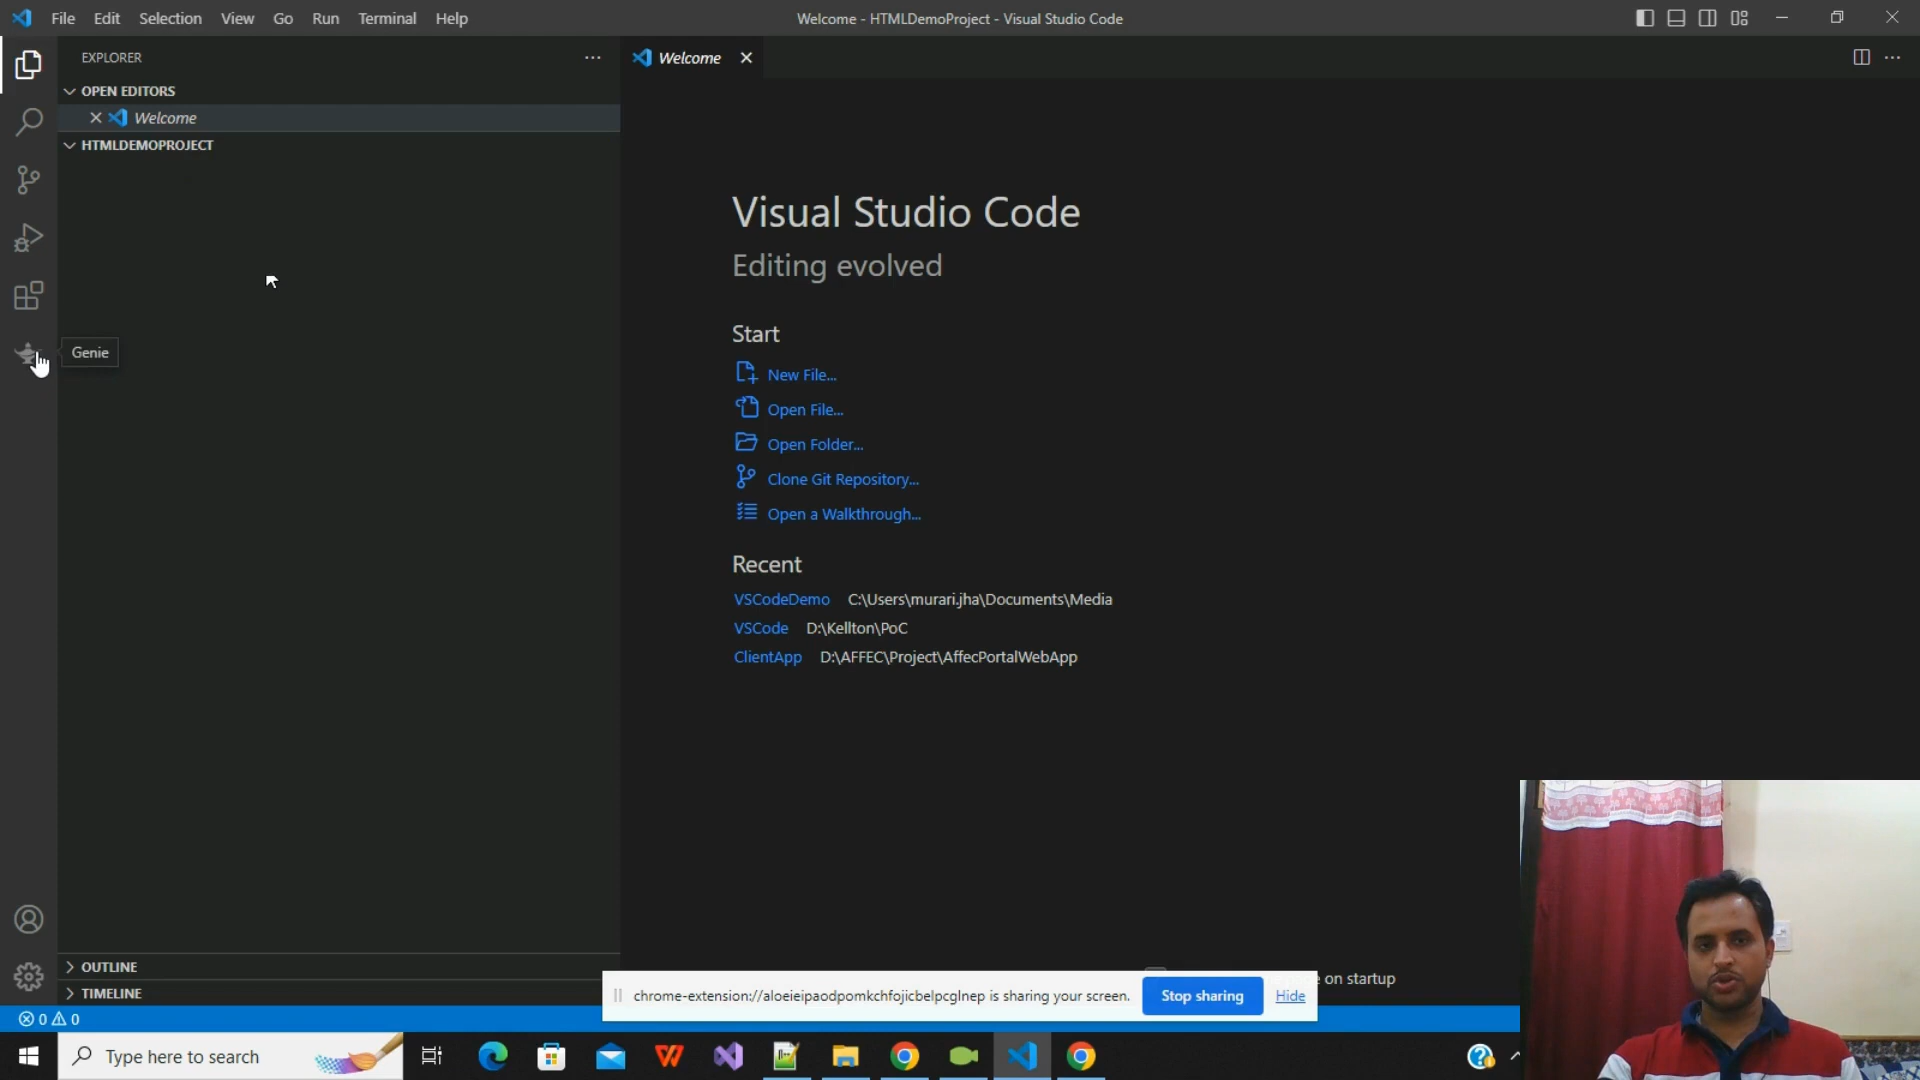 File Edit Selection View Go Run Terminal Help
Welcome - HTMLDemoProject - Visual Studio Code
EXPLORER
Welcome
OPEN EDITORS
Welcome
HTMLDEMOPROJECT
Genie
Visual Studio Code
Editing evolved
Start
New File...
Open File...
Open Folder...
Clone Git Repository...
Open a Walkthrough...
Recent
VSCodeDemo C:\Users\murari.jha\Documents\Media
VSCode D:\Kellton\PoC
ClientApp D:\AFFEC\Project\AffecPortalWebApp
OUTLINE
TIMELINE
on startup
chrome-extension://aloeieipaodpomkchfojicbelpcglnep is sharing your screen. Stop sharing Hide
0 0
Type here to search